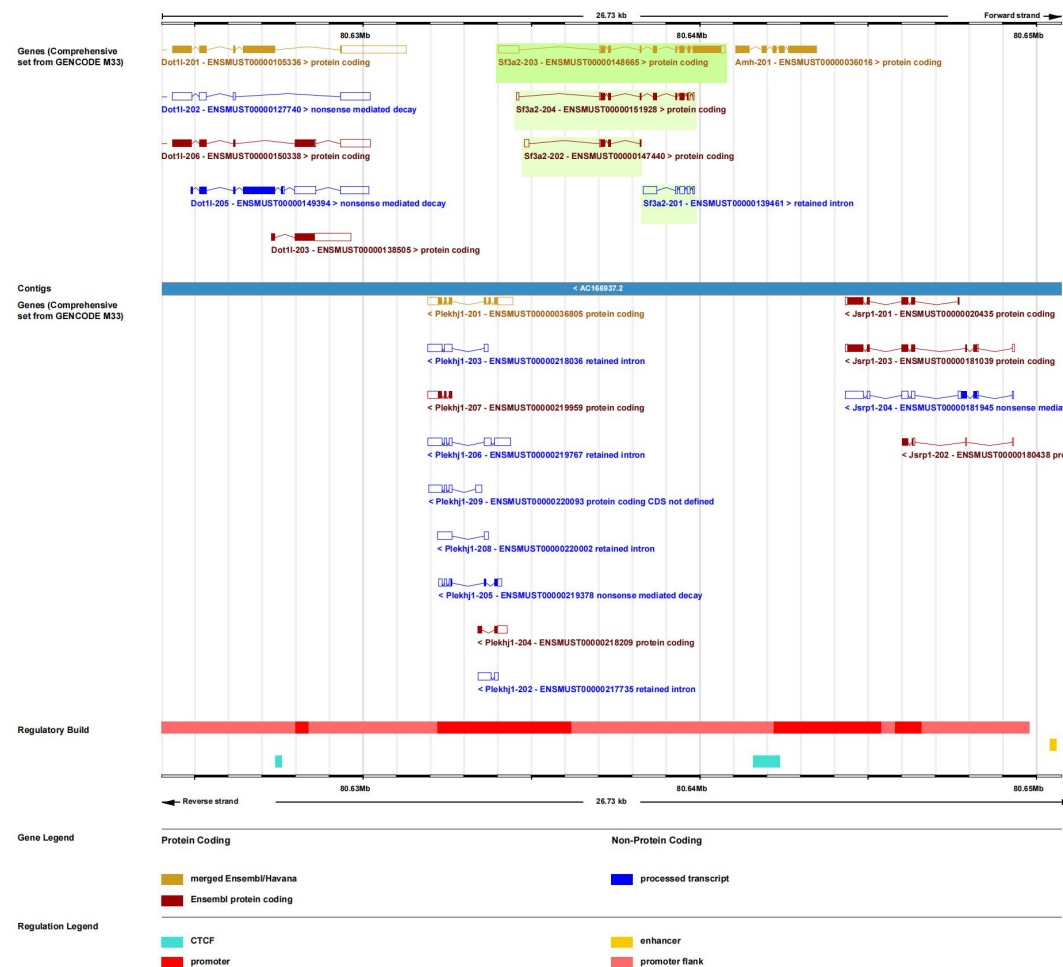 26.73 kb
Forward strand
80.63Mb
80.64Mb
80.65Mb
Genes (Comprehensive
set from GENCODE M33)
Dot1l-201 - ENSMUST00000105336 > protein coding
Sf3a2-203 - ENSMUST00000148665 > protein coding
Amh-201 - ENSMUST00000036016 > protein coding
Dot1l-202 - ENSMUST00000127740 > nonsense mediated decay
Sf3a2-204 - ENSMUST00000151928 > protein coding
Dot1l-206 - ENSMUST00000150338 > protein coding
Sf3a2-202 - ENSMUST00000147440 > protein coding
Dot1l-205 - ENSMUST00000149394 > nonsense mediated decay
Sf3a2-201 - ENSMUST00000139461 > retained intron
Dot1l-203 - ENSMUST00000138505 > protein coding
Contigs
< AC166937.2
Genes (Comprehensive
set from GENCODE M33)
< Plekhj1-201 - ENSMUST00000036805 protein coding
< Jsrp1-201 - ENSMUST00000020435 protein coding
< Plekhj1-203 - ENSMUST00000218036 retained intron
< Jsrp1-203 - ENSMUST00000181039 protein coding
< Plekhj1-207 - ENSMUST00000219959 protein coding
< Jsrp1-204 - ENSMUST00000181945 nonsense media
< Plekhj1-206 - ENSMUST00000219767 retained intron
< Jsrp1-202 - ENSMUST00000180438 pro
< Plekhj1-209 - ENSMUST00000220093 protein coding CDS not defined
< Plekhj1-208 - ENSMUST00000220002 retained intron
< Plekhj1-205 - ENSMUST00000219378 nonsense mediated decay
< Plekhj1-204 - ENSMUST00000218209 protein coding
< Plekhj1-202 - ENSMUST00000217735 retained intron
Regulatory Build
80.63Mb
80.64Mb
80.65Mb
Reverse strand
26.73 kb
Gene Legend
Protein Coding
Non-Protein Coding
merged Ensembl/Havana
processed transcript
Ensembl protein coding
Regulation Legend
CTCF
enhancer
promoter
promoter flank